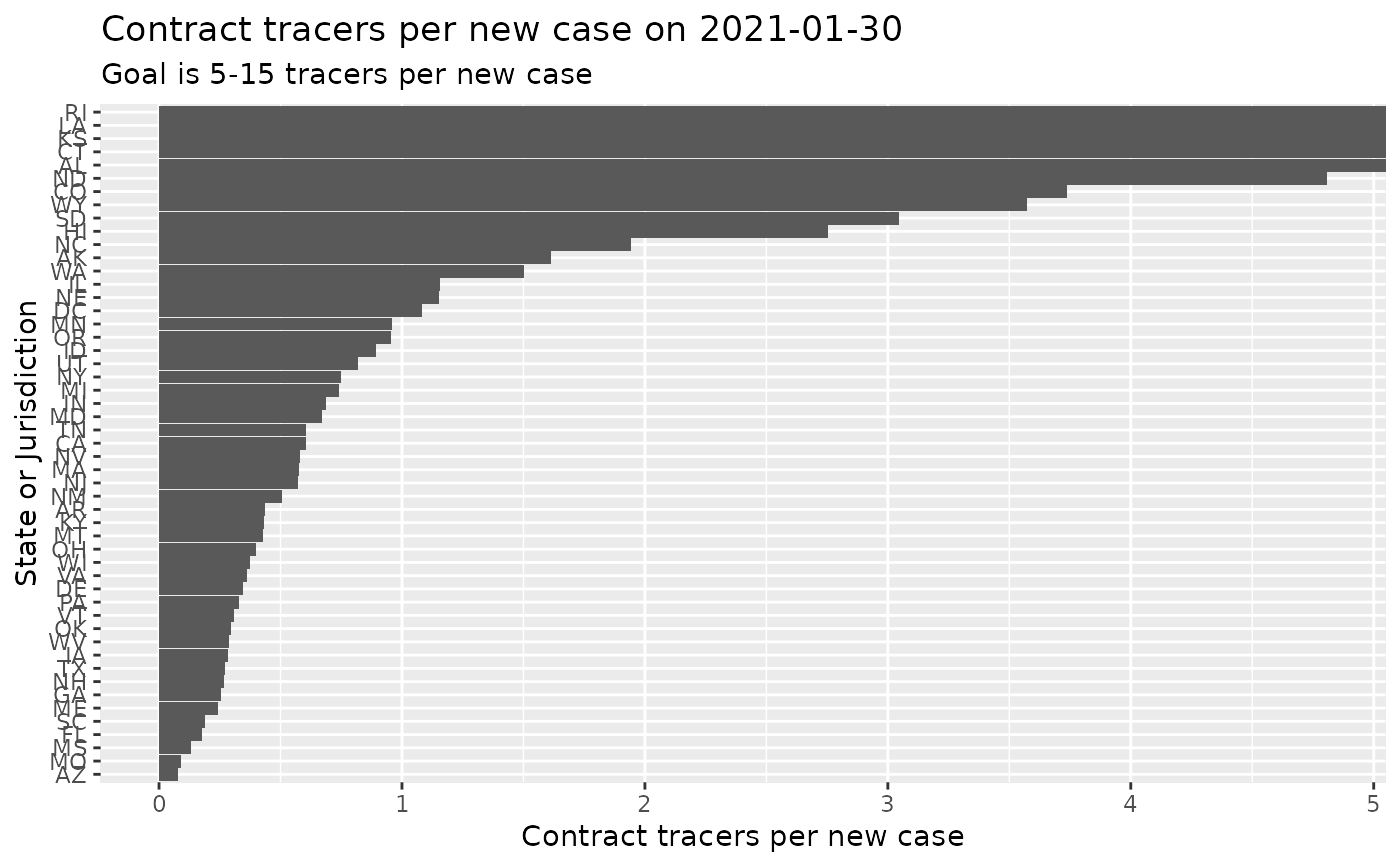 Contract tracers per new case on 2021-01-30
Goal is 5-15 tracers per new case
State or Jurisdiction
RI
LA
KS
CT
AL
ND
CO
WY
SD
HI
NC
AK
WA
IL
NE
DC
MN
OR
ID
UT
NY
MI
IN
MD
TN
CA
NV
MA
NJ
NM
AR
KY
MT
OH
WI
VA
DE
PA
VT
OK
WV
IA
TX
NH
GA
ME
SC
FL
MS
MO
AZ
0 1 2 3 4 5
Contract tracers per new case